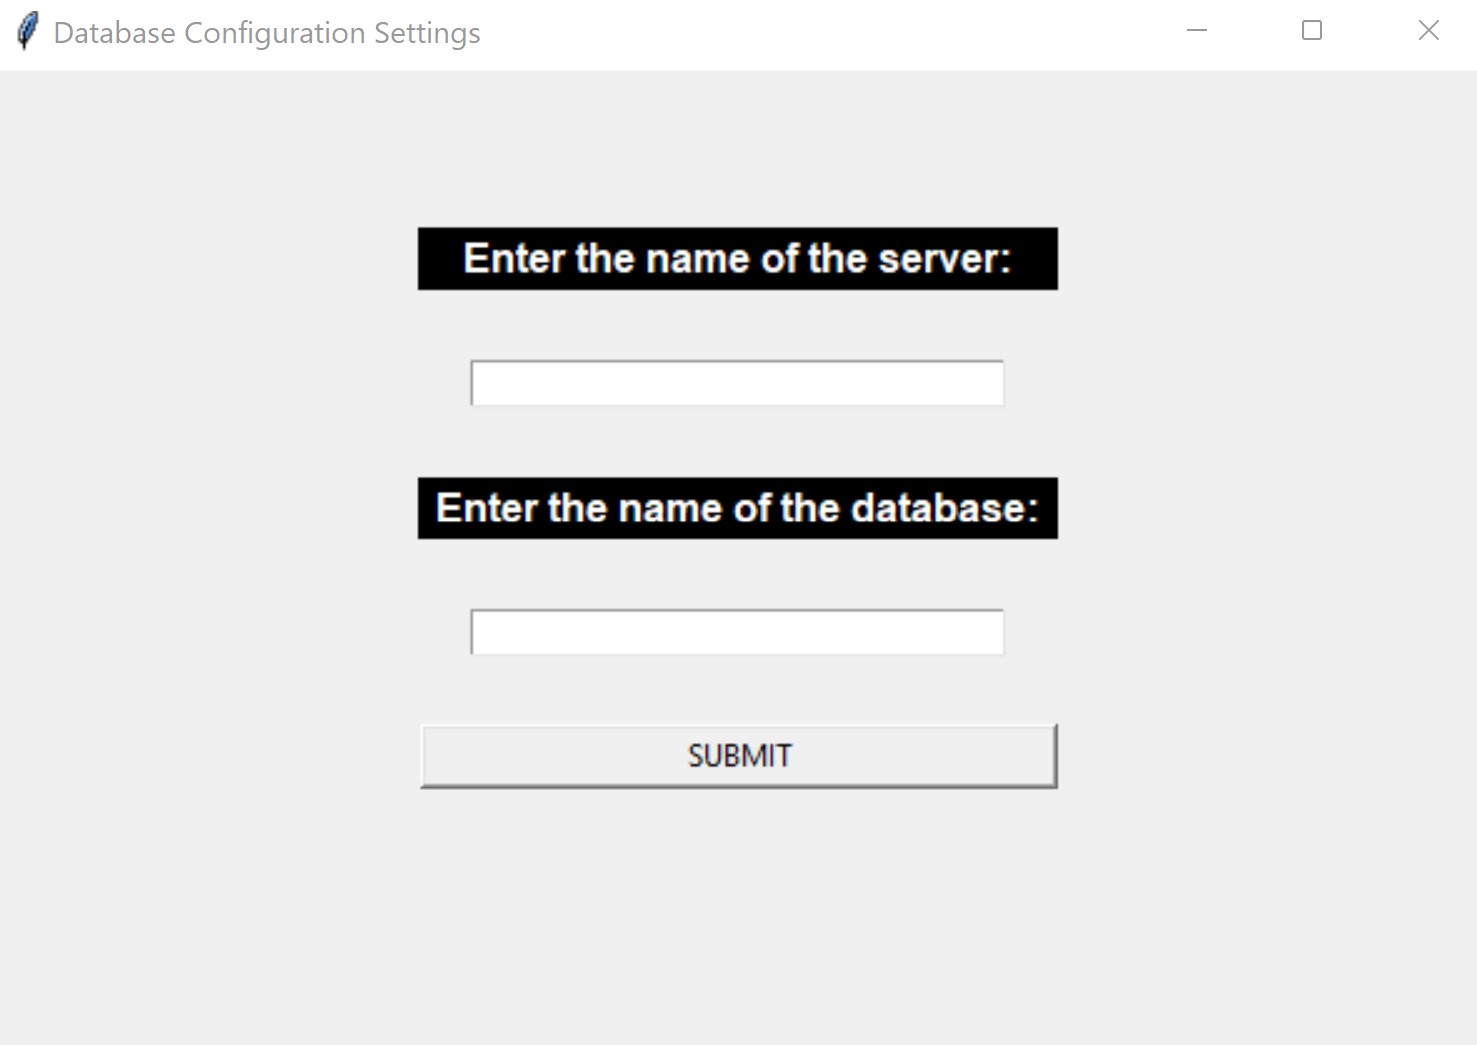 Database Configuration Settings
Enter the name of the server:
Enter the name of the database:
SUBMIT